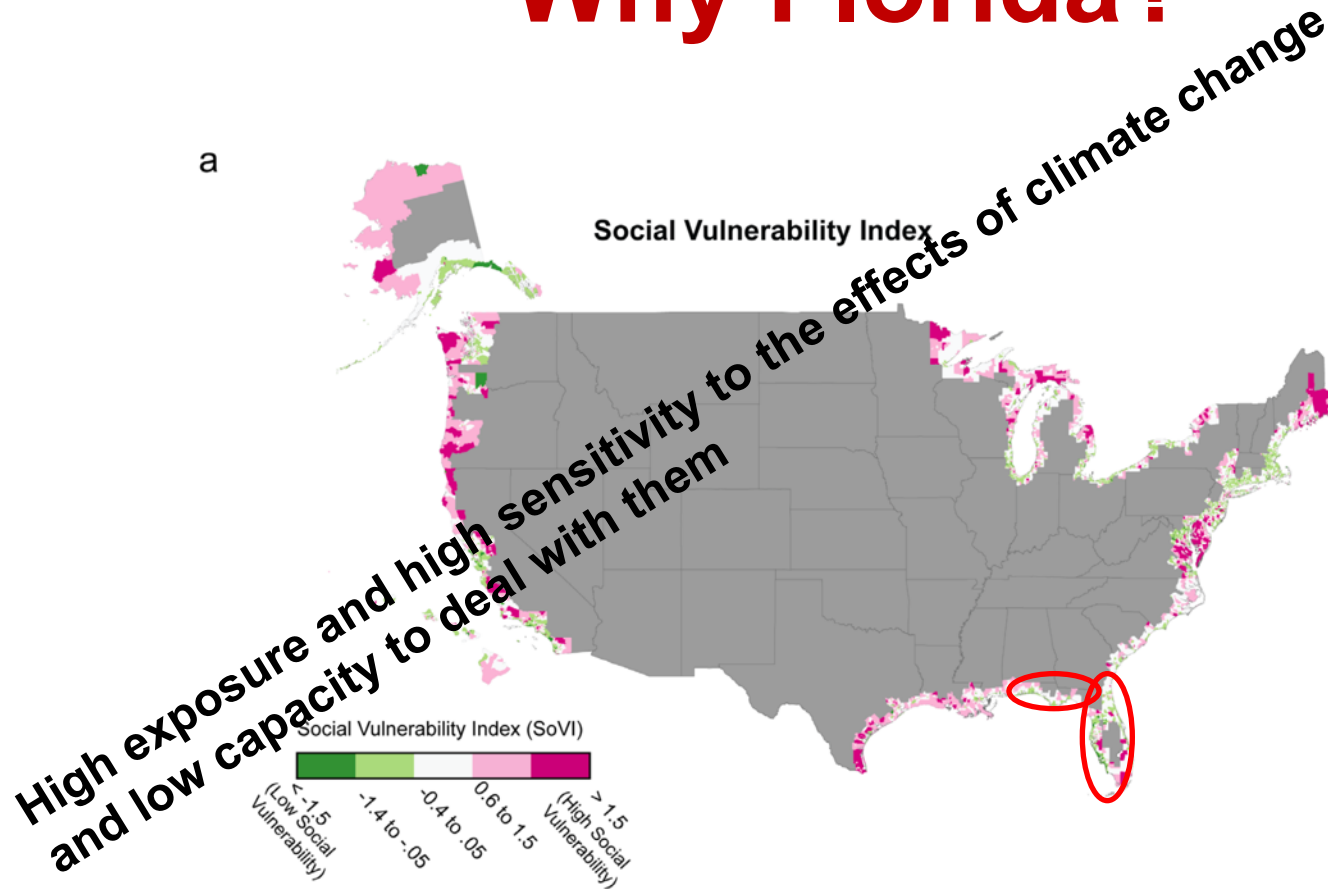 Why Florida?
a
Social Vulnerability Index
High exposure and high sensitivity to the effects of climate change
and low capacity to deal with them
Social Vulnerability Index (SoVI)
< -1.5
(Low Social
Vulnerability)
-1.4 to -.05
-0.4 to .05
0.6 to 1.5
> 1.5
(High Social
Vulnerability)